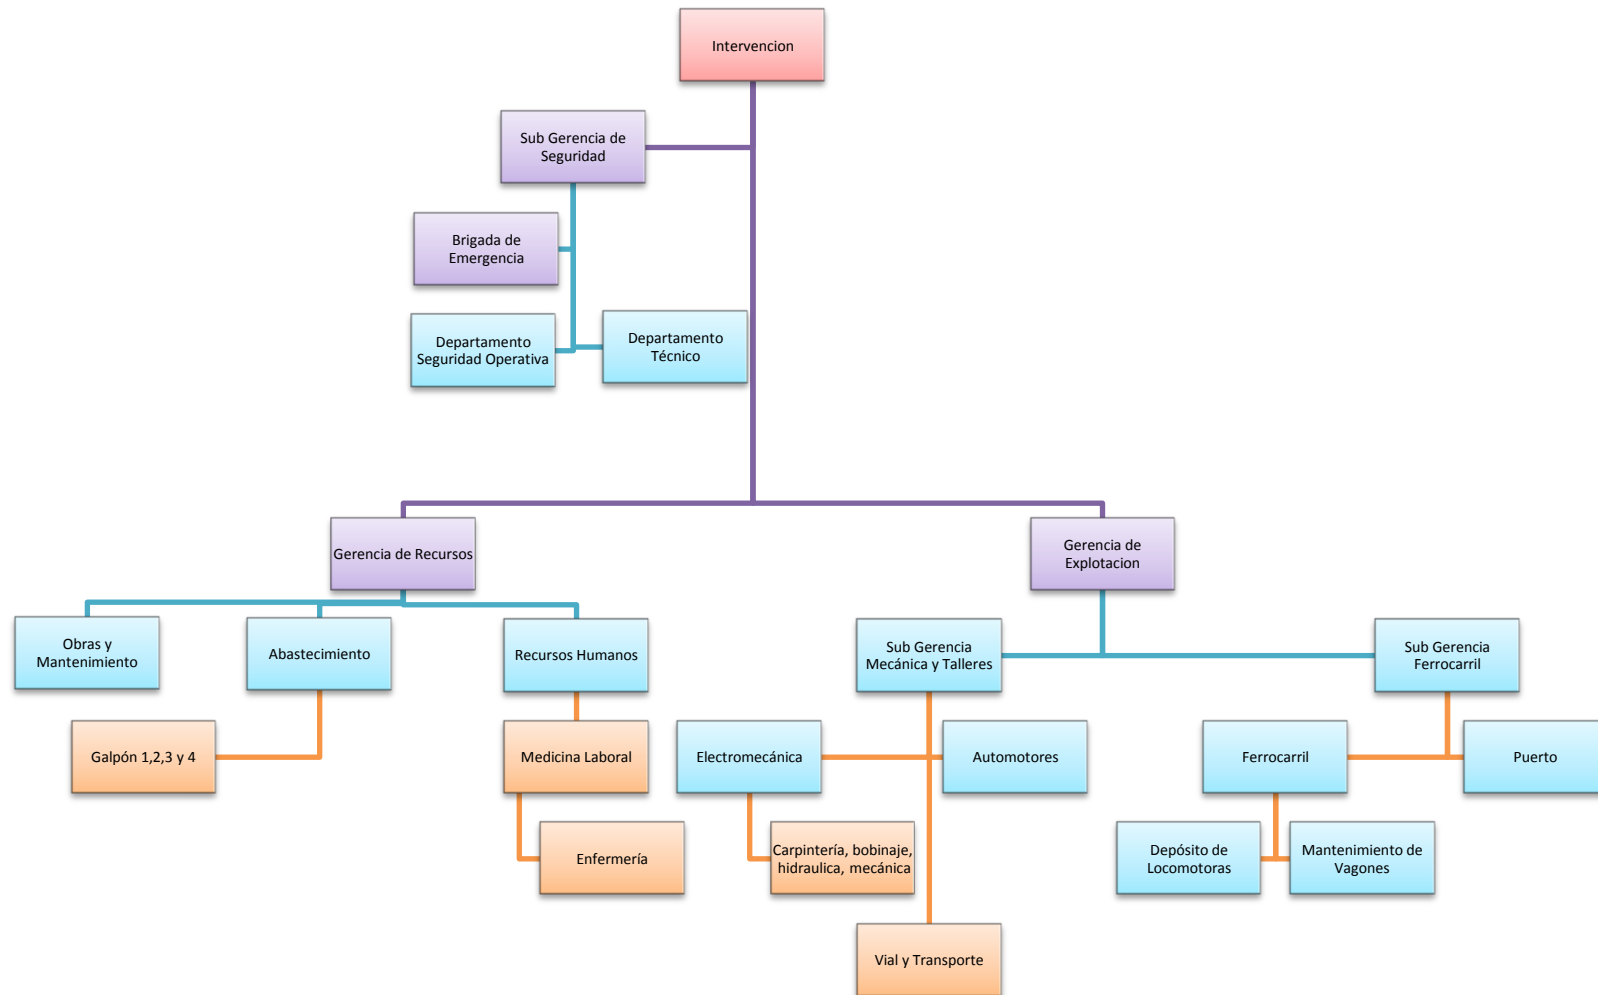 Intervencion
Sub Gerencia de
Seguridad
Brigada de
Emergencia
Departamento
Seguridad Operativa
Departamento
Técnico
Gerencia de Recursos
Gerencia de
Explotacion
Obras y
Mantenimiento
Abastecimiento
Recursos Humanos
Sub Gerencia
Mecánica y Talleres
Sub Gerencia
Ferrocarril
Galpón 1,2,3 y 4
Medicina Laboral
Electromecánica
Automotores
Ferrocarril
Puerto
Enfermería
Carpintería, bobinaje,
hidraulica, mecánica
Depósito de
Locomotoras
Mantenimiento de
Vagones
Vial y Transporte